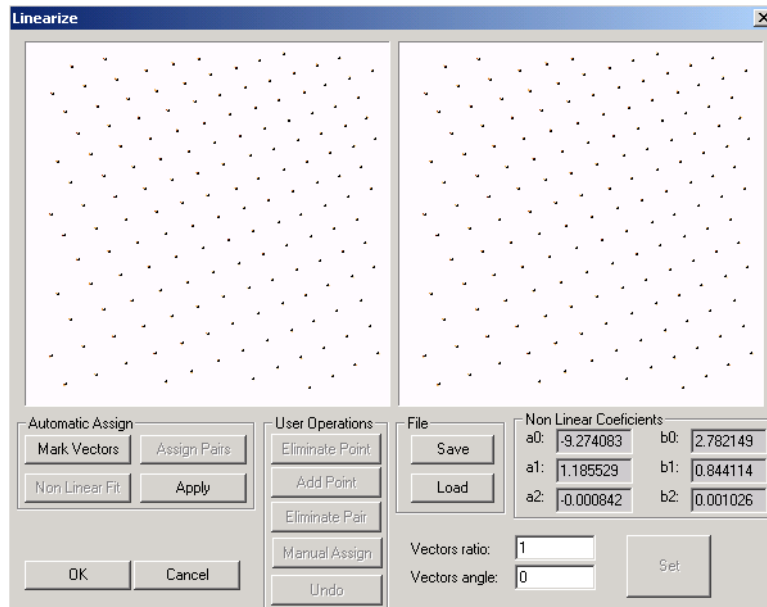 Linearize
Automatic Assign
Mark Vectors
Assign Pairs
Non Linear Fit
Apply
OK
Cancel
User Operations
Eliminate Point
Add Point
Eliminate Pair
Manual Assign
Undo
File
Save
Load
Non Linear Coeficients
a0: -9.274083 b0: 2.782149
a1: 1.185529 b1: 0.844114
a2: -0.000842 b2: 0.001026
Vectors ratio: 1
Vectors angle: 0
Set